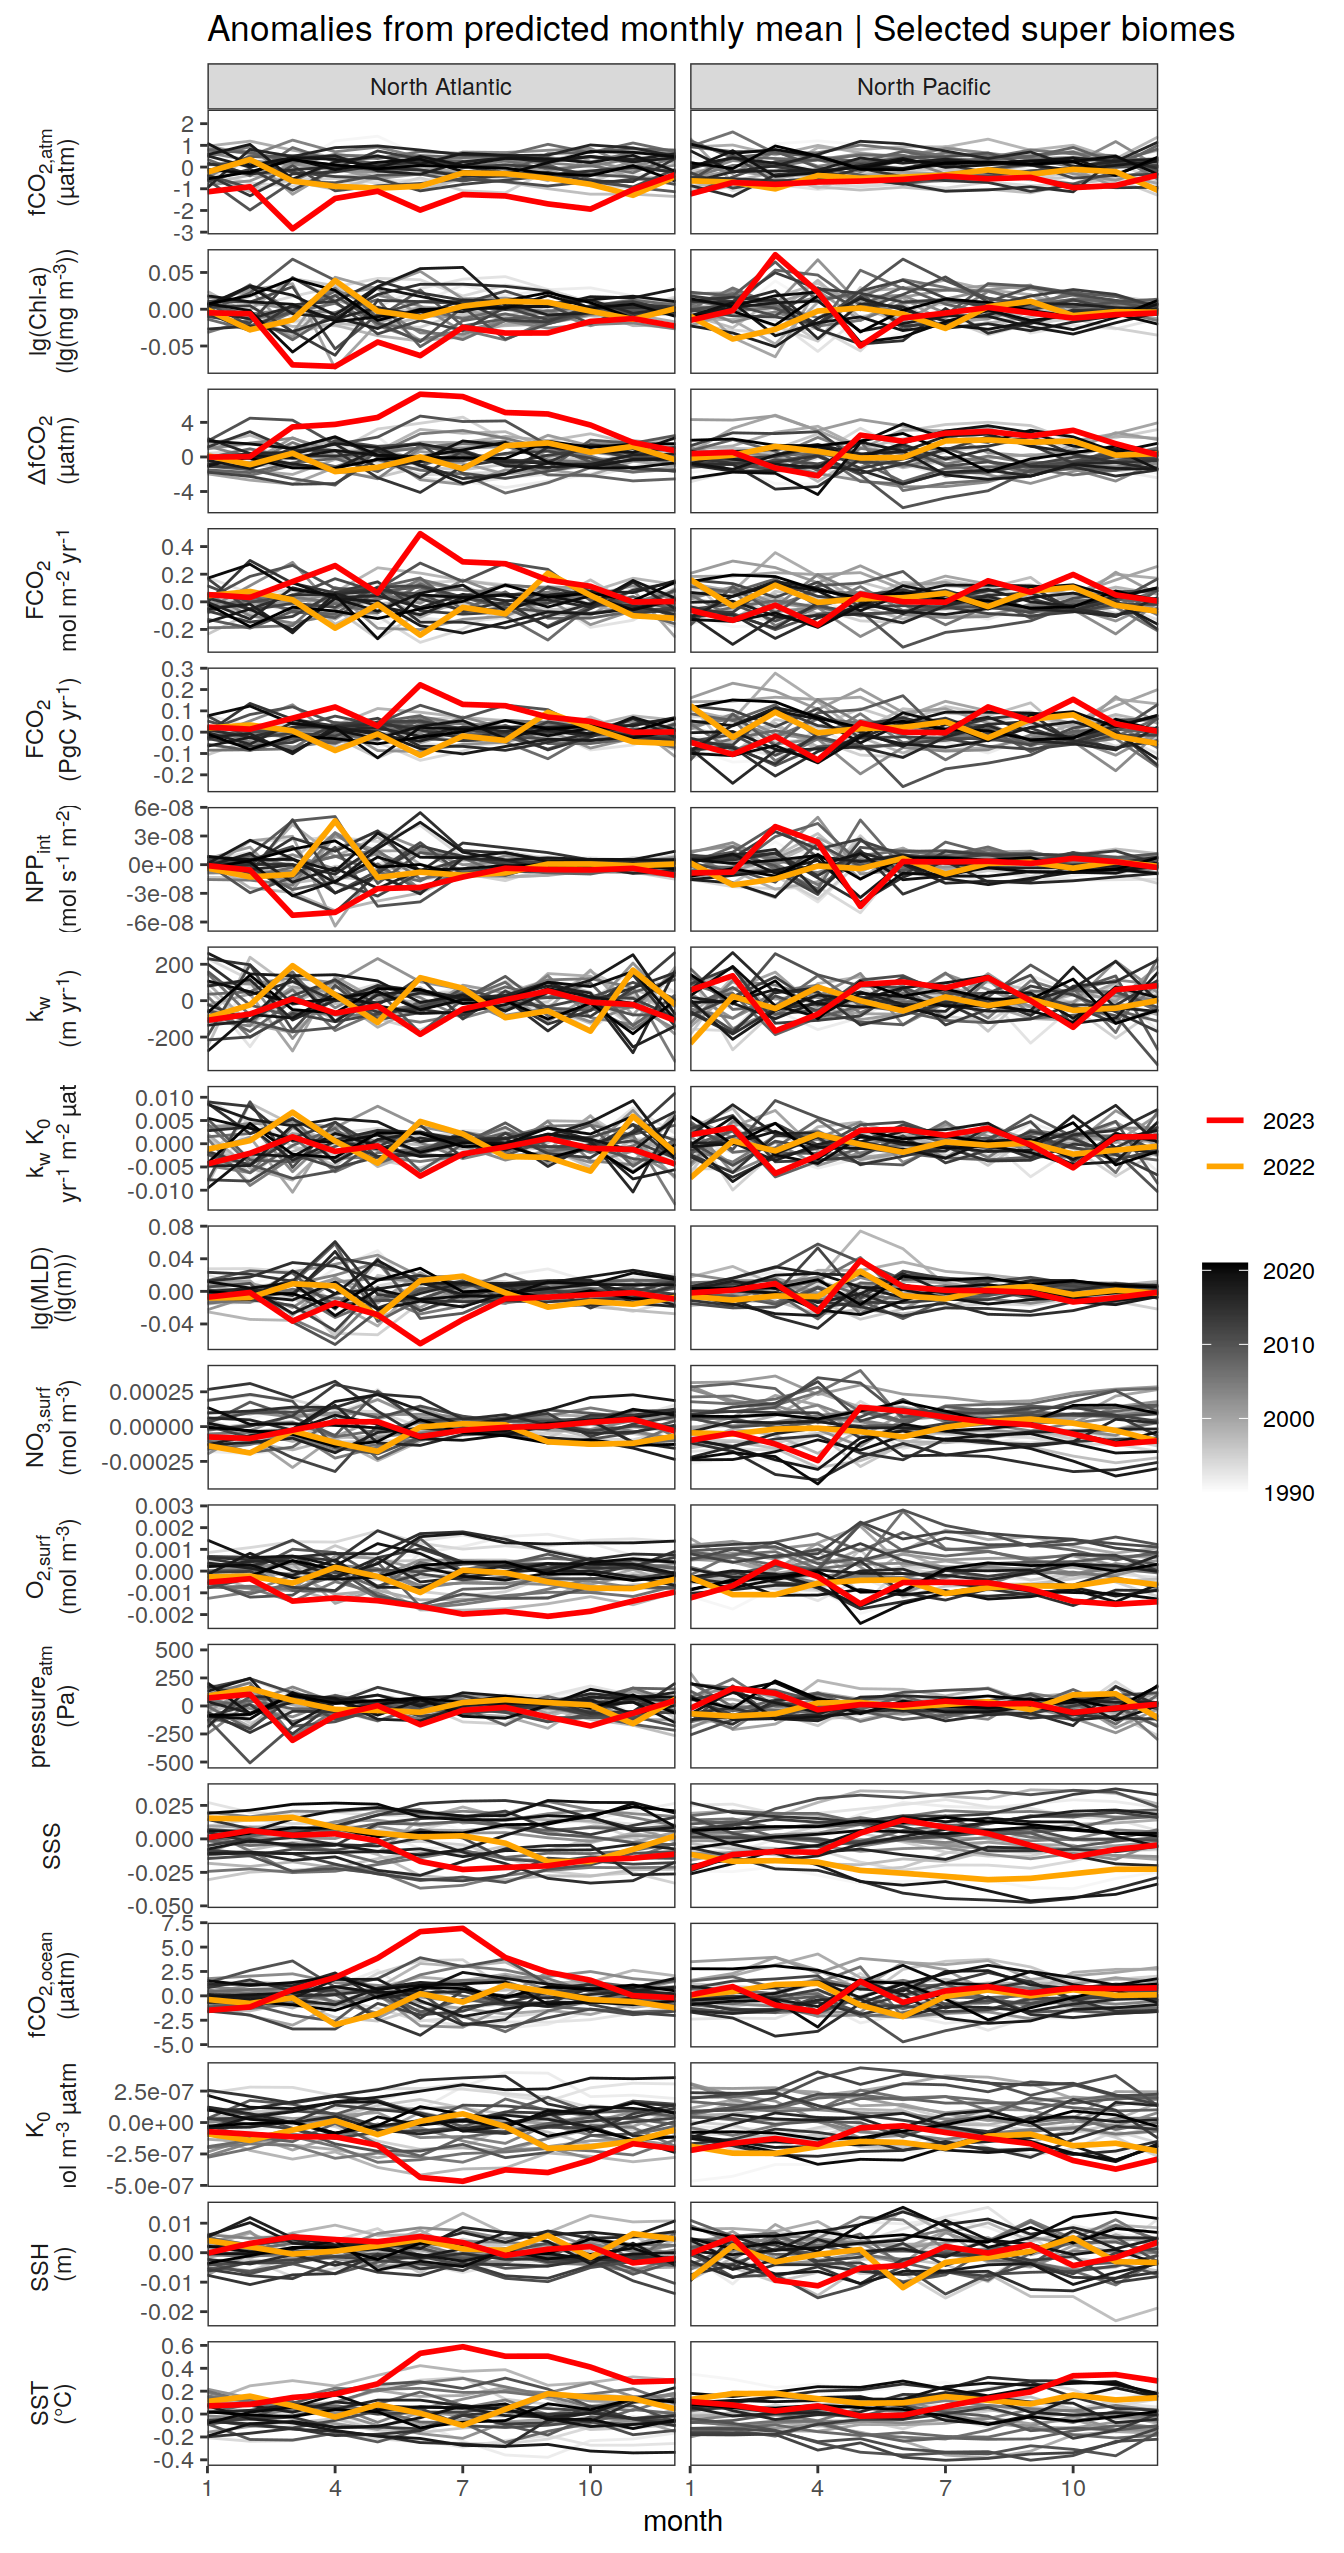 Anomalies from predicted monthly mean | Selected super biomes
North Atlantic
North Pacific
fCO2,atm
(µatm)
2
1
0
-1
-2
-3
lg(Chl-a)
(lg(mg m-3))
0.05
0.00
-0.05
ΔfCO2
(µatm)
4
0
-4
FCO2
mol m-2 yr-1
0.4
0.2
0.0
-0.2
FCO2
(PgC yr-1)
0.3
0.2
0.1
0.0
-0.1
-0.2
NPPint
(mol s-1 m-2)
6e-08
3e-08
0e+00
-3e-08
-6e-08
kw
(m yr-1)
200
0
-200
kw K0
yr-1 m-2 µat
0.010
0.005
0.000
-0.005
-0.010
lg(MLD)
(lg(m))
0.08
0.04
0.00
-0.04
NO3,surf
(mol m-3)
0.00025
0.00000
-0.00025
O2,surf
(mol m-3)
0.003
0.002
0.001
0.000
-0.001
-0.002
pressureatm
(Pa)
500
250
0
-250
-500
SSS
0.025
0.000
-0.025
-0.050
fCO2,ocean
(µatm)
7.5
5.0
2.5
0.0
-2.5
-5.0
K0
ol m-3 µatm
2.5e-07
0.0e+00
-2.5e-07
-5.0e-07
SSH
(m)
0.01
0.00
-0.01
-0.02
SST
(°C)
0.6
0.4
0.2
0.0
-0.2
-0.4
1
4
7
10
1
4
7
10
month
2023
2022
2020
2010
2000
1990